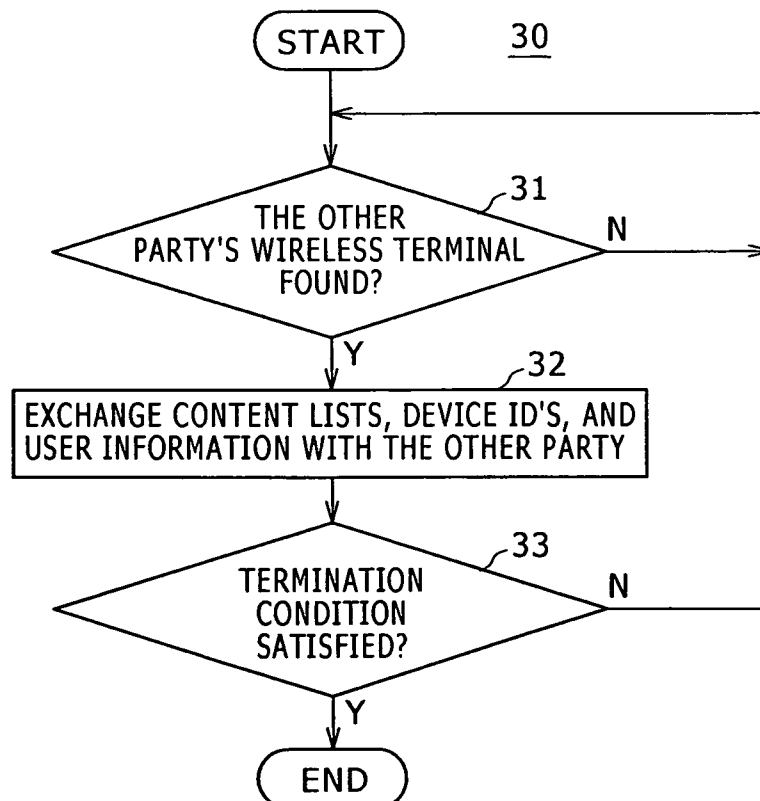 START
30
31
THE OTHER
PARTY'S WIRELESS TERMINAL
FOUND?
N
Y
32
EXCHANGE CONTENT LISTS, DEVICE ID'S, AND
USER INFORMATION WITH THE OTHER PARTY
33
TERMINATION
CONDITION
SATISFIED?
N
Y
END